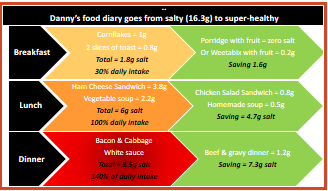 Danny's food diary goes from salty (16.3g) to super-healthy
Breakfast
Cornflakes = 1g
2 slices of toast = 0.8g
Total = 1.8g salt
30% daily intake
Porridge with fruit = zero salt
Or Weetabix with fruit = 0.2g
Saving 1.6g
Lunch
Ham Cheese Sandwich = 3.8g
Vegetable soup = 2.2g
Total = 6g salt
100% daily intake
Chicken Salad Sandwich = 0.8g
Homemade soup = 0.5g
Saving = 4.7g salt
Dinner
Bacon & Cabbage
White sauce
Total = 8.5g salt
140% of daily intake
Beef & gravy dinner = 1.2g
Saving = 7.3g salt